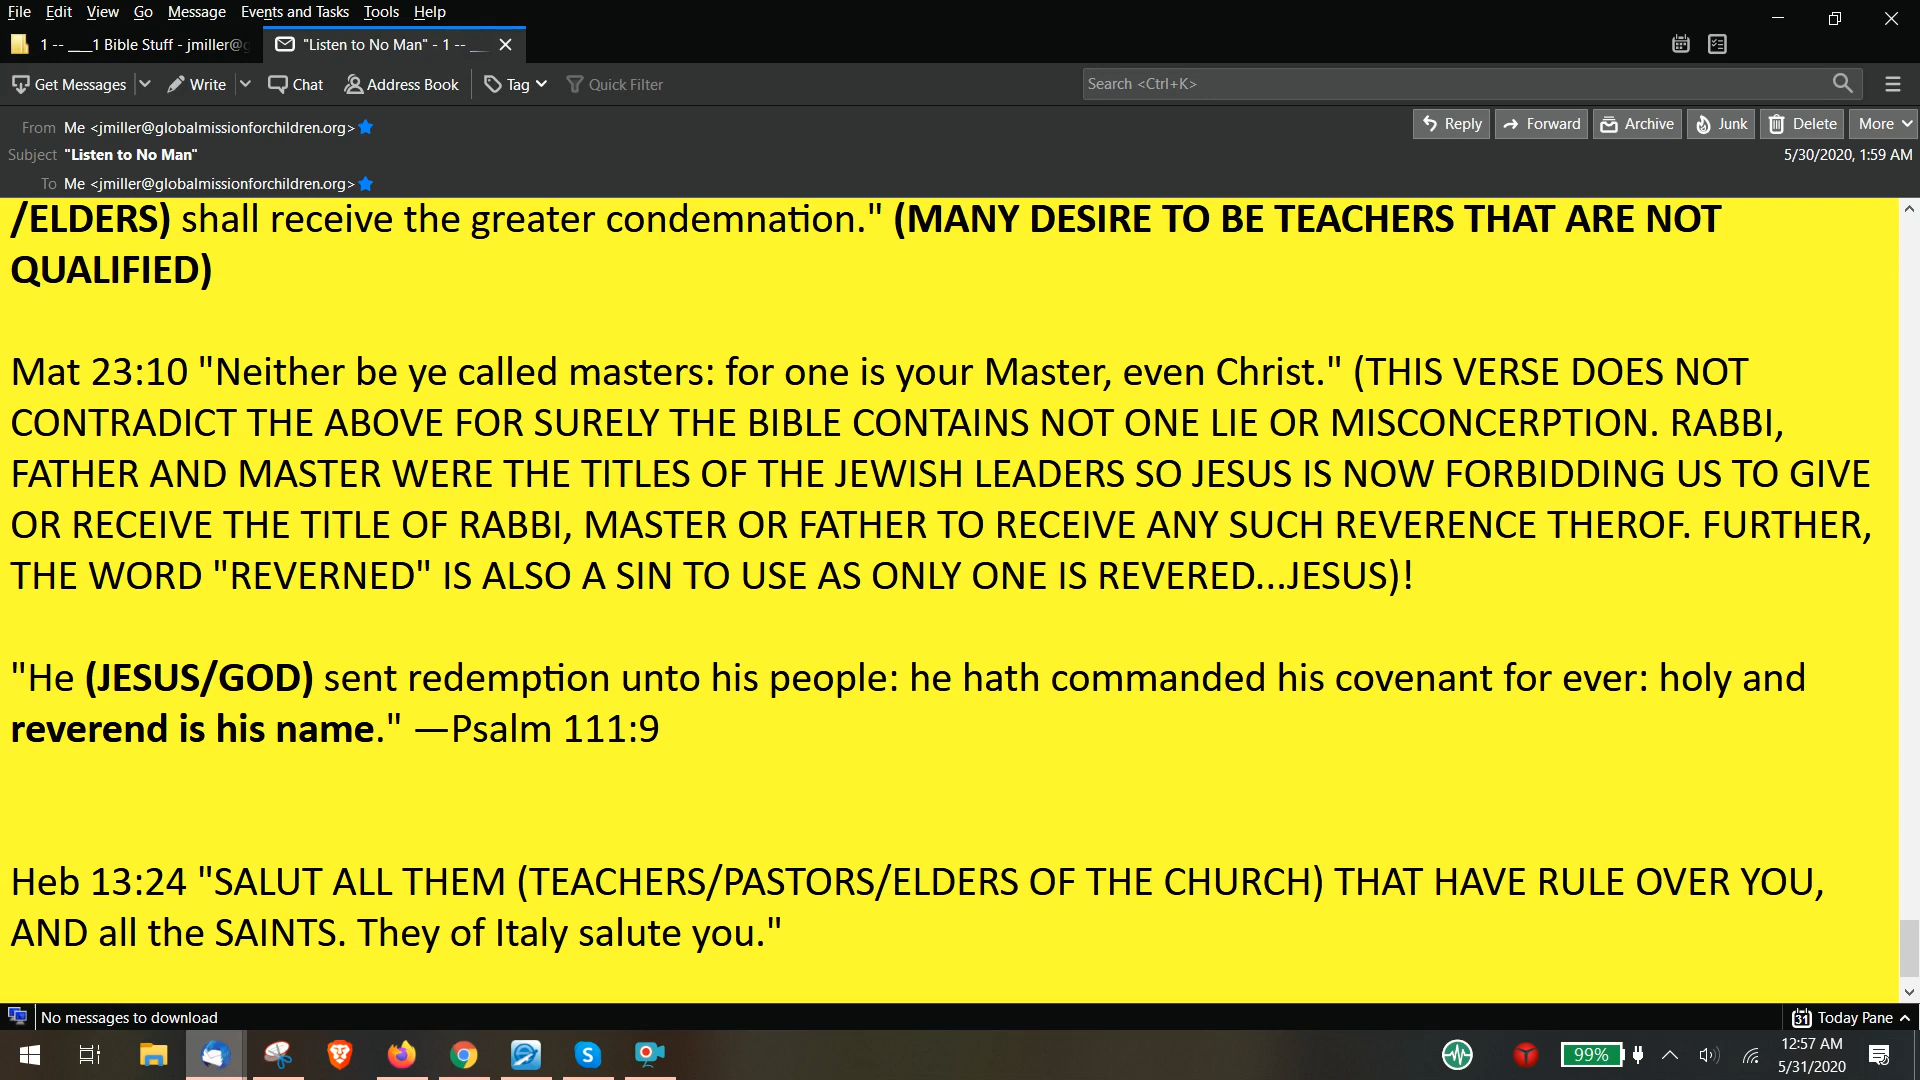 File Edit View Go Message Events and Tasks Tools Help
1 -- ___1 Bible Stuff - jmiller@g "Listen to No Man" - 1 -- __
Get Messages Write Chat Address Book Tag Quick Filter Search <Ctrl+K>
From Me <jmiller@globalmissionforchildren.org> Reply Forward Archive Junk Delete More
Subject "Listen to No Man" 5/30/2020, 1:59 AM
To Me <jmiller@globalmissionforchildren.org>
/ELDERS) shall receive the greater condemnation." (MANY DESIRE TO BE TEACHERS THAT ARE NOT
QUALIFIED)
Mat 23:10 "Neither be ye called masters: for one is your Master, even Christ." (THIS VERSE DOES NOT
CONTRADICT THE ABOVE FOR SURELY THE BIBLE CONTAINS NOT ONE LIE OR MISCONCERPTION. RABBI,
FATHER AND MASTER WERE THE TITLES OF THE JEWISH LEADERS SO JESUS IS NOW FORBIDDING US TO GIVE
OR RECEIVE THE TITLE OF RABBI, MASTER OR FATHER TO RECEIVE ANY SUCH REVERENCE THEROF. FURTHER,
THE WORD "REVERNED" IS ALSO A SIN TO USE AS ONLY ONE IS REVERED...JESUS)!
"He (JESUS/GOD) sent redemption unto his people: he hath commanded his covenant for ever: holy and
reverend is his name." —Psalm 111:9
Heb 13:24 "SALUT ALL THEM (TEACHERS/PASTORS/ELDERS OF THE CHURCH) THAT HAVE RULE OVER YOU,
AND all the SAINTS. They of Italy salute you."
No messages to download 31 Today Pane
99% 12:57 AM
5/31/2020